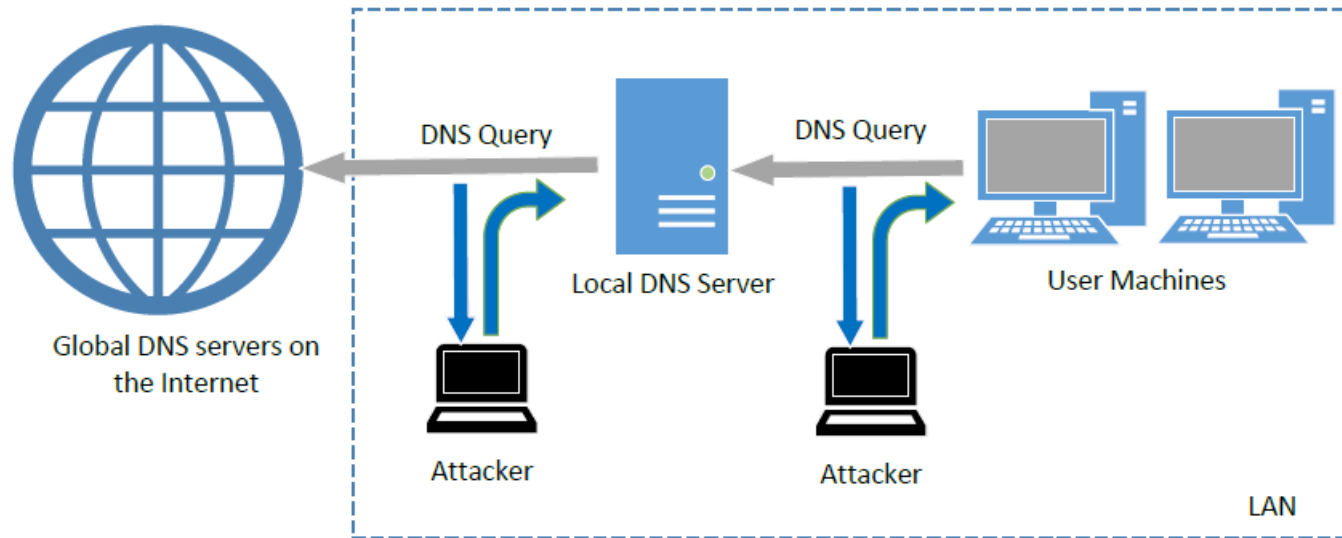 DNS Query
DNS Query
Local DNS Server
User Machines
Global DNS servers on
the Internet
Attacker
Attacker
LAN